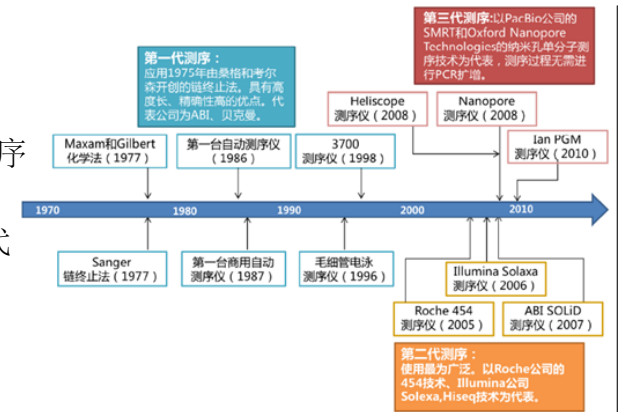 第三代测序:以PacBio公司的
SMRT和Oxford Nanopore
Technologies的纳米孔单分子测
序技术为代表，测序过程无需进
行PCR扩增。
第一代测序：
应用1975年由桑格和考尔
森开创的链终止法。具有高
度长、精确性高的优点。代
表公司为ABI、贝克曼。
Heliscope
测序仪（2008）
Nanopore
测序仪（2008）
序
Maxam和Gilbert
化学法（1977）
第一台自动测序仪
（1986）
3700
测序仪（1998）
Ian PGM
测序仪（2010）
1970
1980
1990
2000
2010
式
Sanger
链终止法（1977）
第一台商用自动
测序仪（1987）
毛细管电泳
测序仪（1996）
Illumina Solaxa
测序仪（2006）
Roche 454
测序仪（2005）
ABI SOLiD
测序仪（2007）
第二代测序：
使用最为广泛。以Roche公司的
454技术、Illumina公司
Solexa,Hiseq技术为代表。